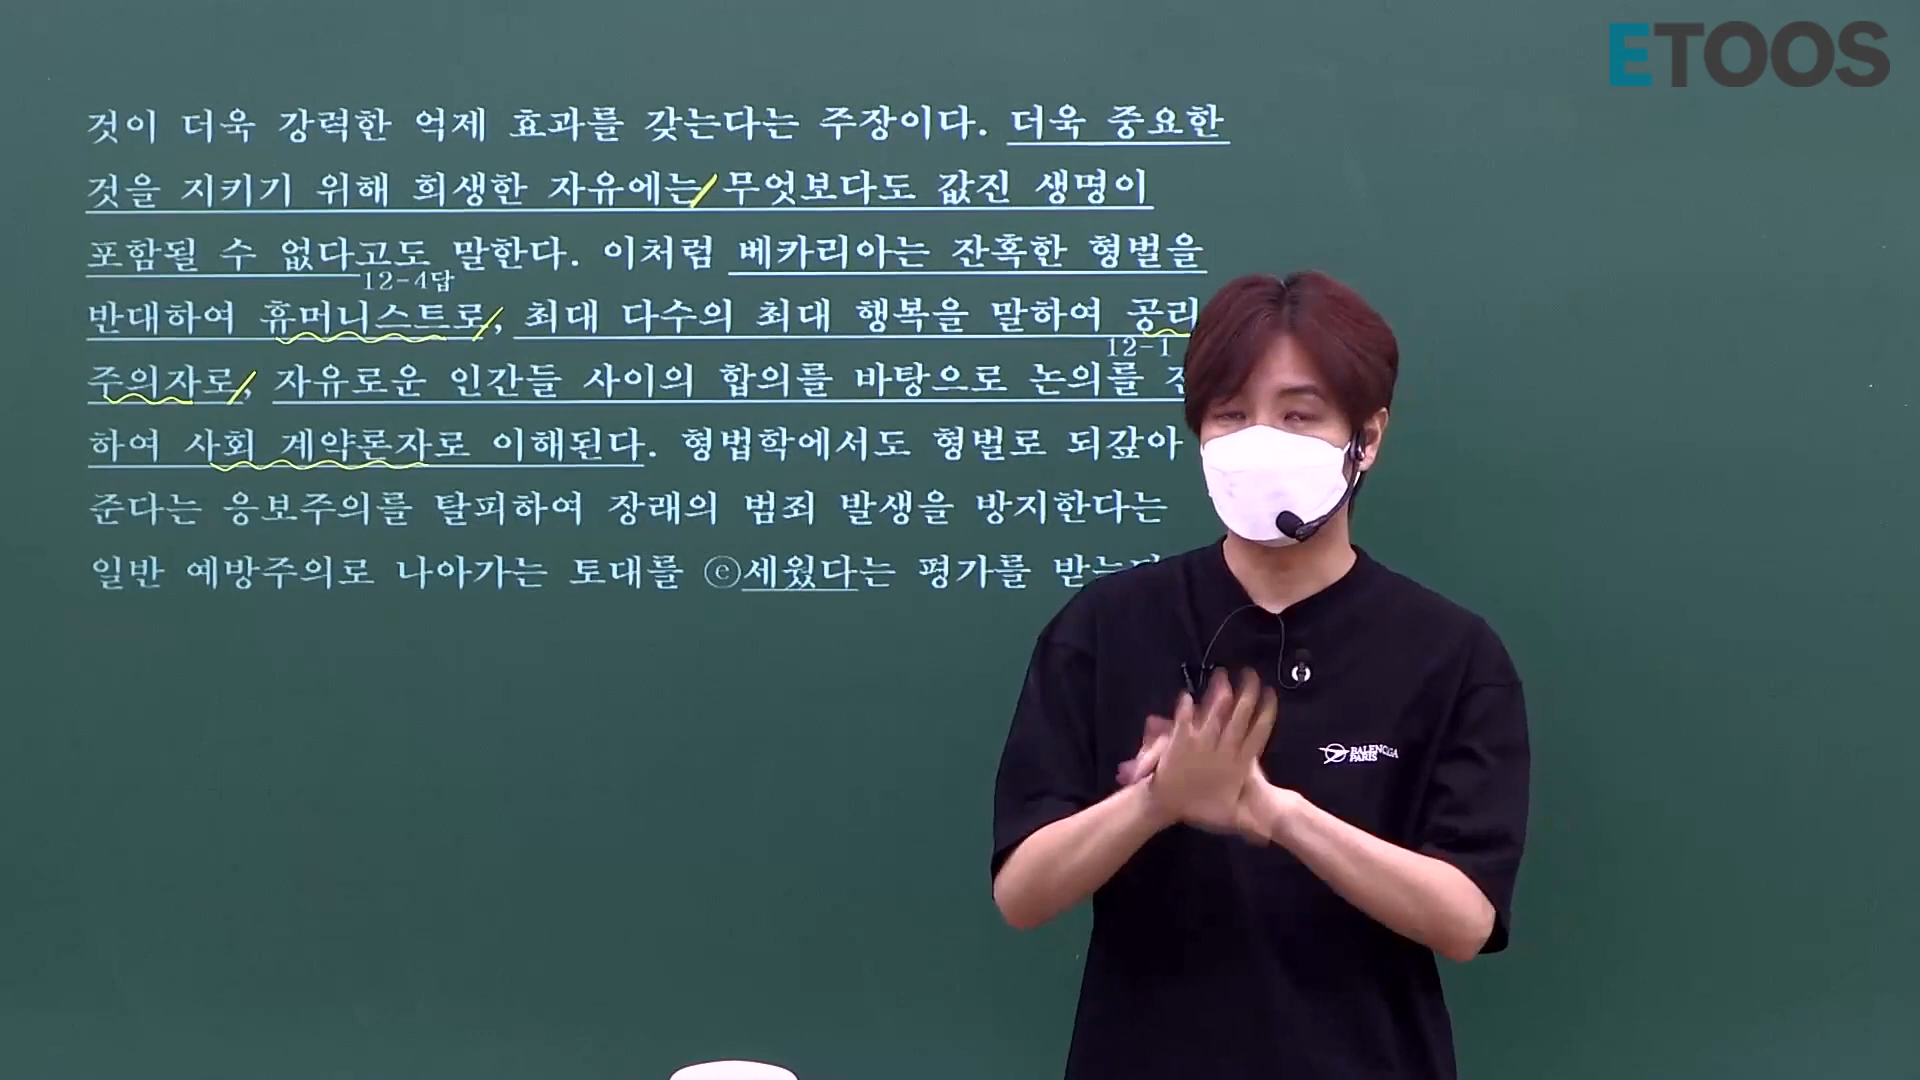 ETOOS
것이 더욱 강력한 억제 효과를 갖는다는 주장이다. 더욱 중요한
것을 지키기 위해 희생한 자유에는 무엇보다도 값진 생명이
포함될 수 없다고도 말한다. 이처럼 베카리아는 잔혹한 형벌을
12-4답
반대하여 휴머니스트로, 최대 다수의 최대 행복을 말하여 공리
12-1
주의자로, 자유로운 인간들 사이의 합의를 바탕으로 논의를
하여 사회 계약론자로 이해된다. 형법학에서도 형벌로 되갚아
준다는 응보주의를 탈피하여 장래의 범죄 발생을 방지한다는
일반 예방주의로 나아가는 토대를 ⓔ세웠다는 평가를
BALENCIAGA
PARIS